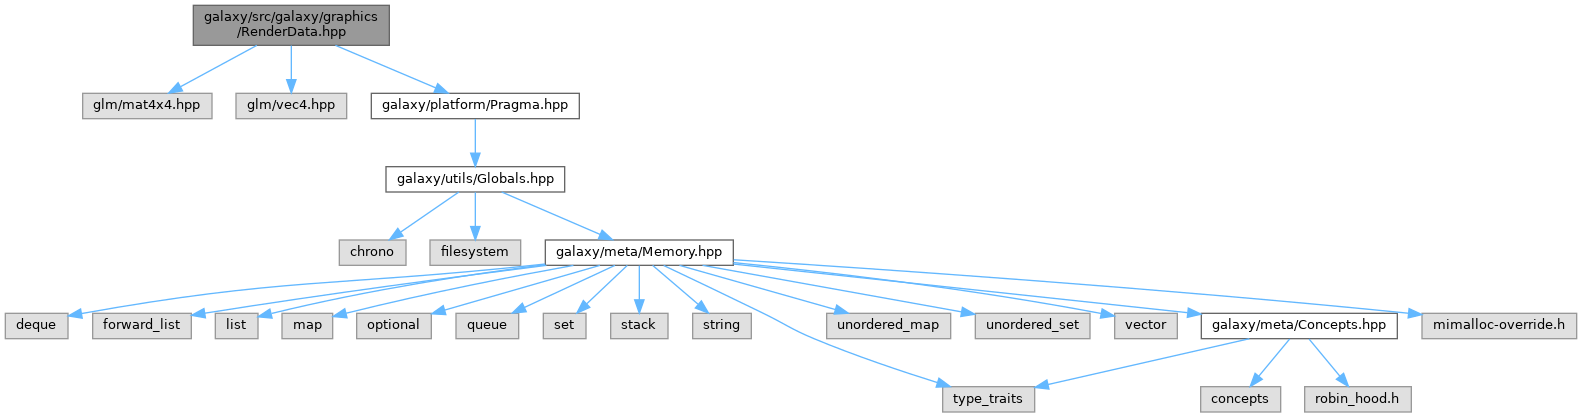 galaxy/src/galaxy/graphics
/RenderData.hpp
glm/mat4x4.hpp
glm/vec4.hpp
galaxy/platform/Pragma.hpp
galaxy/utils/Globals.hpp
chrono
filesystem
galaxy/meta/Memory.hpp
deque
forward_list
list
map
optional
queue
set
stack
string
unordered_map
unordered_set
vector
galaxy/meta/Concepts.hpp
mimalloc-override.h
type_traits
concepts
robin_hood.h